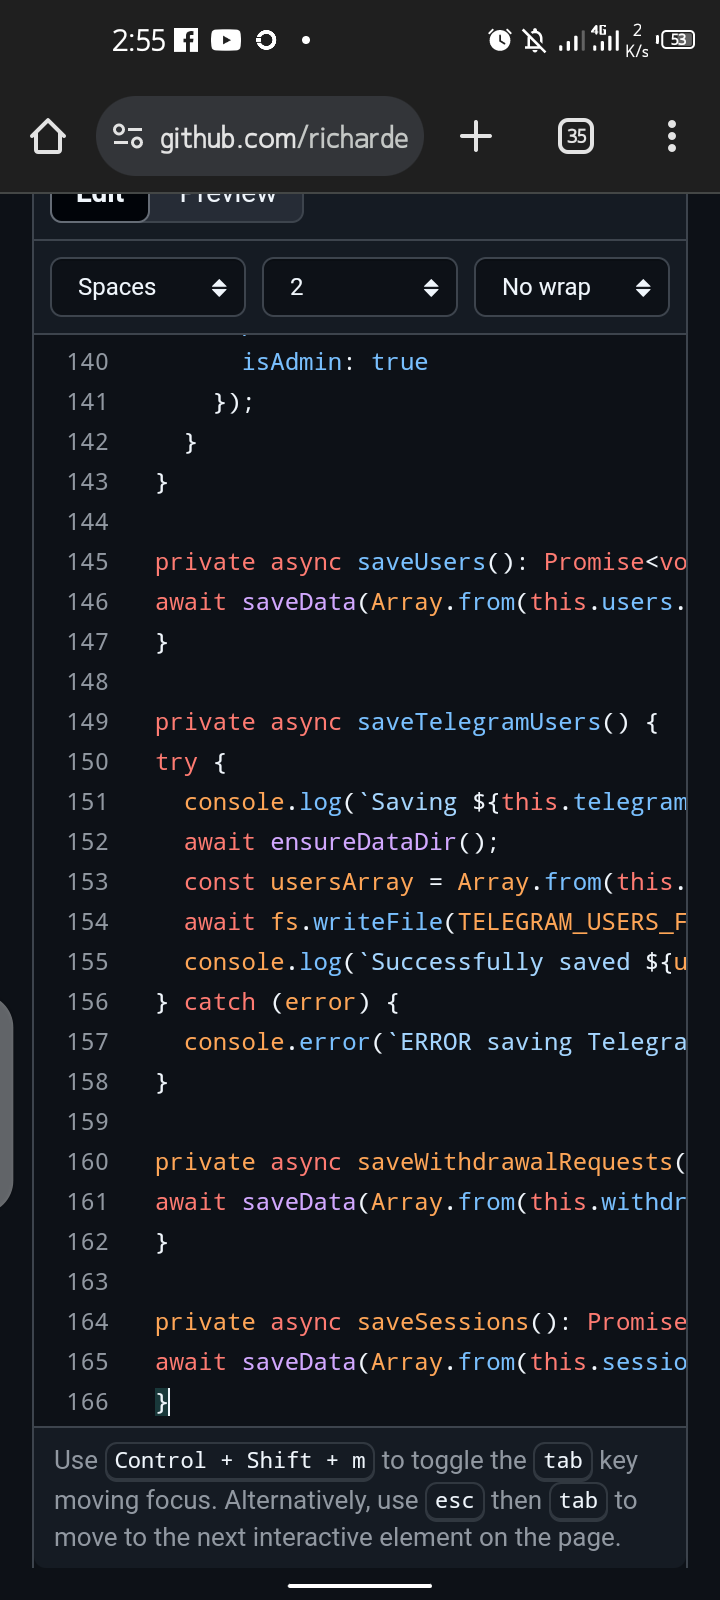 2:55 4G 2 K/s 53
github.com/richarde 35
Edit Preview
Spaces 2 No wrap
140 isAdmin: true
141 });
142 }
143 }
144
145 private async saveUsers(): Promise<vo
146 await saveData(Array.from(this.users.
147 }
148
149 private async saveTelegramUsers() {
150 try {
151 console.log(`Saving ${this.telegram
152 await ensureDataDir();
153 const usersArray = Array.from(this.
154 await fs.writeFile(TELEGRAM_USERS_F
155 console.log(`Successfully saved ${u
156 } catch (error) {
157 console.error(`ERROR saving Telegra
158 }
159
160 private async saveWithdrawalRequests(
161 await saveData(Array.from(this.withdr
162 }
163
164 private async saveSessions(): Promise
165 await saveData(Array.from(this.sessio
166 }
Use Control + Shift + m to toggle the tab key
moving focus. Alternatively, use esc then tab to
move to the next interactive element on the page.